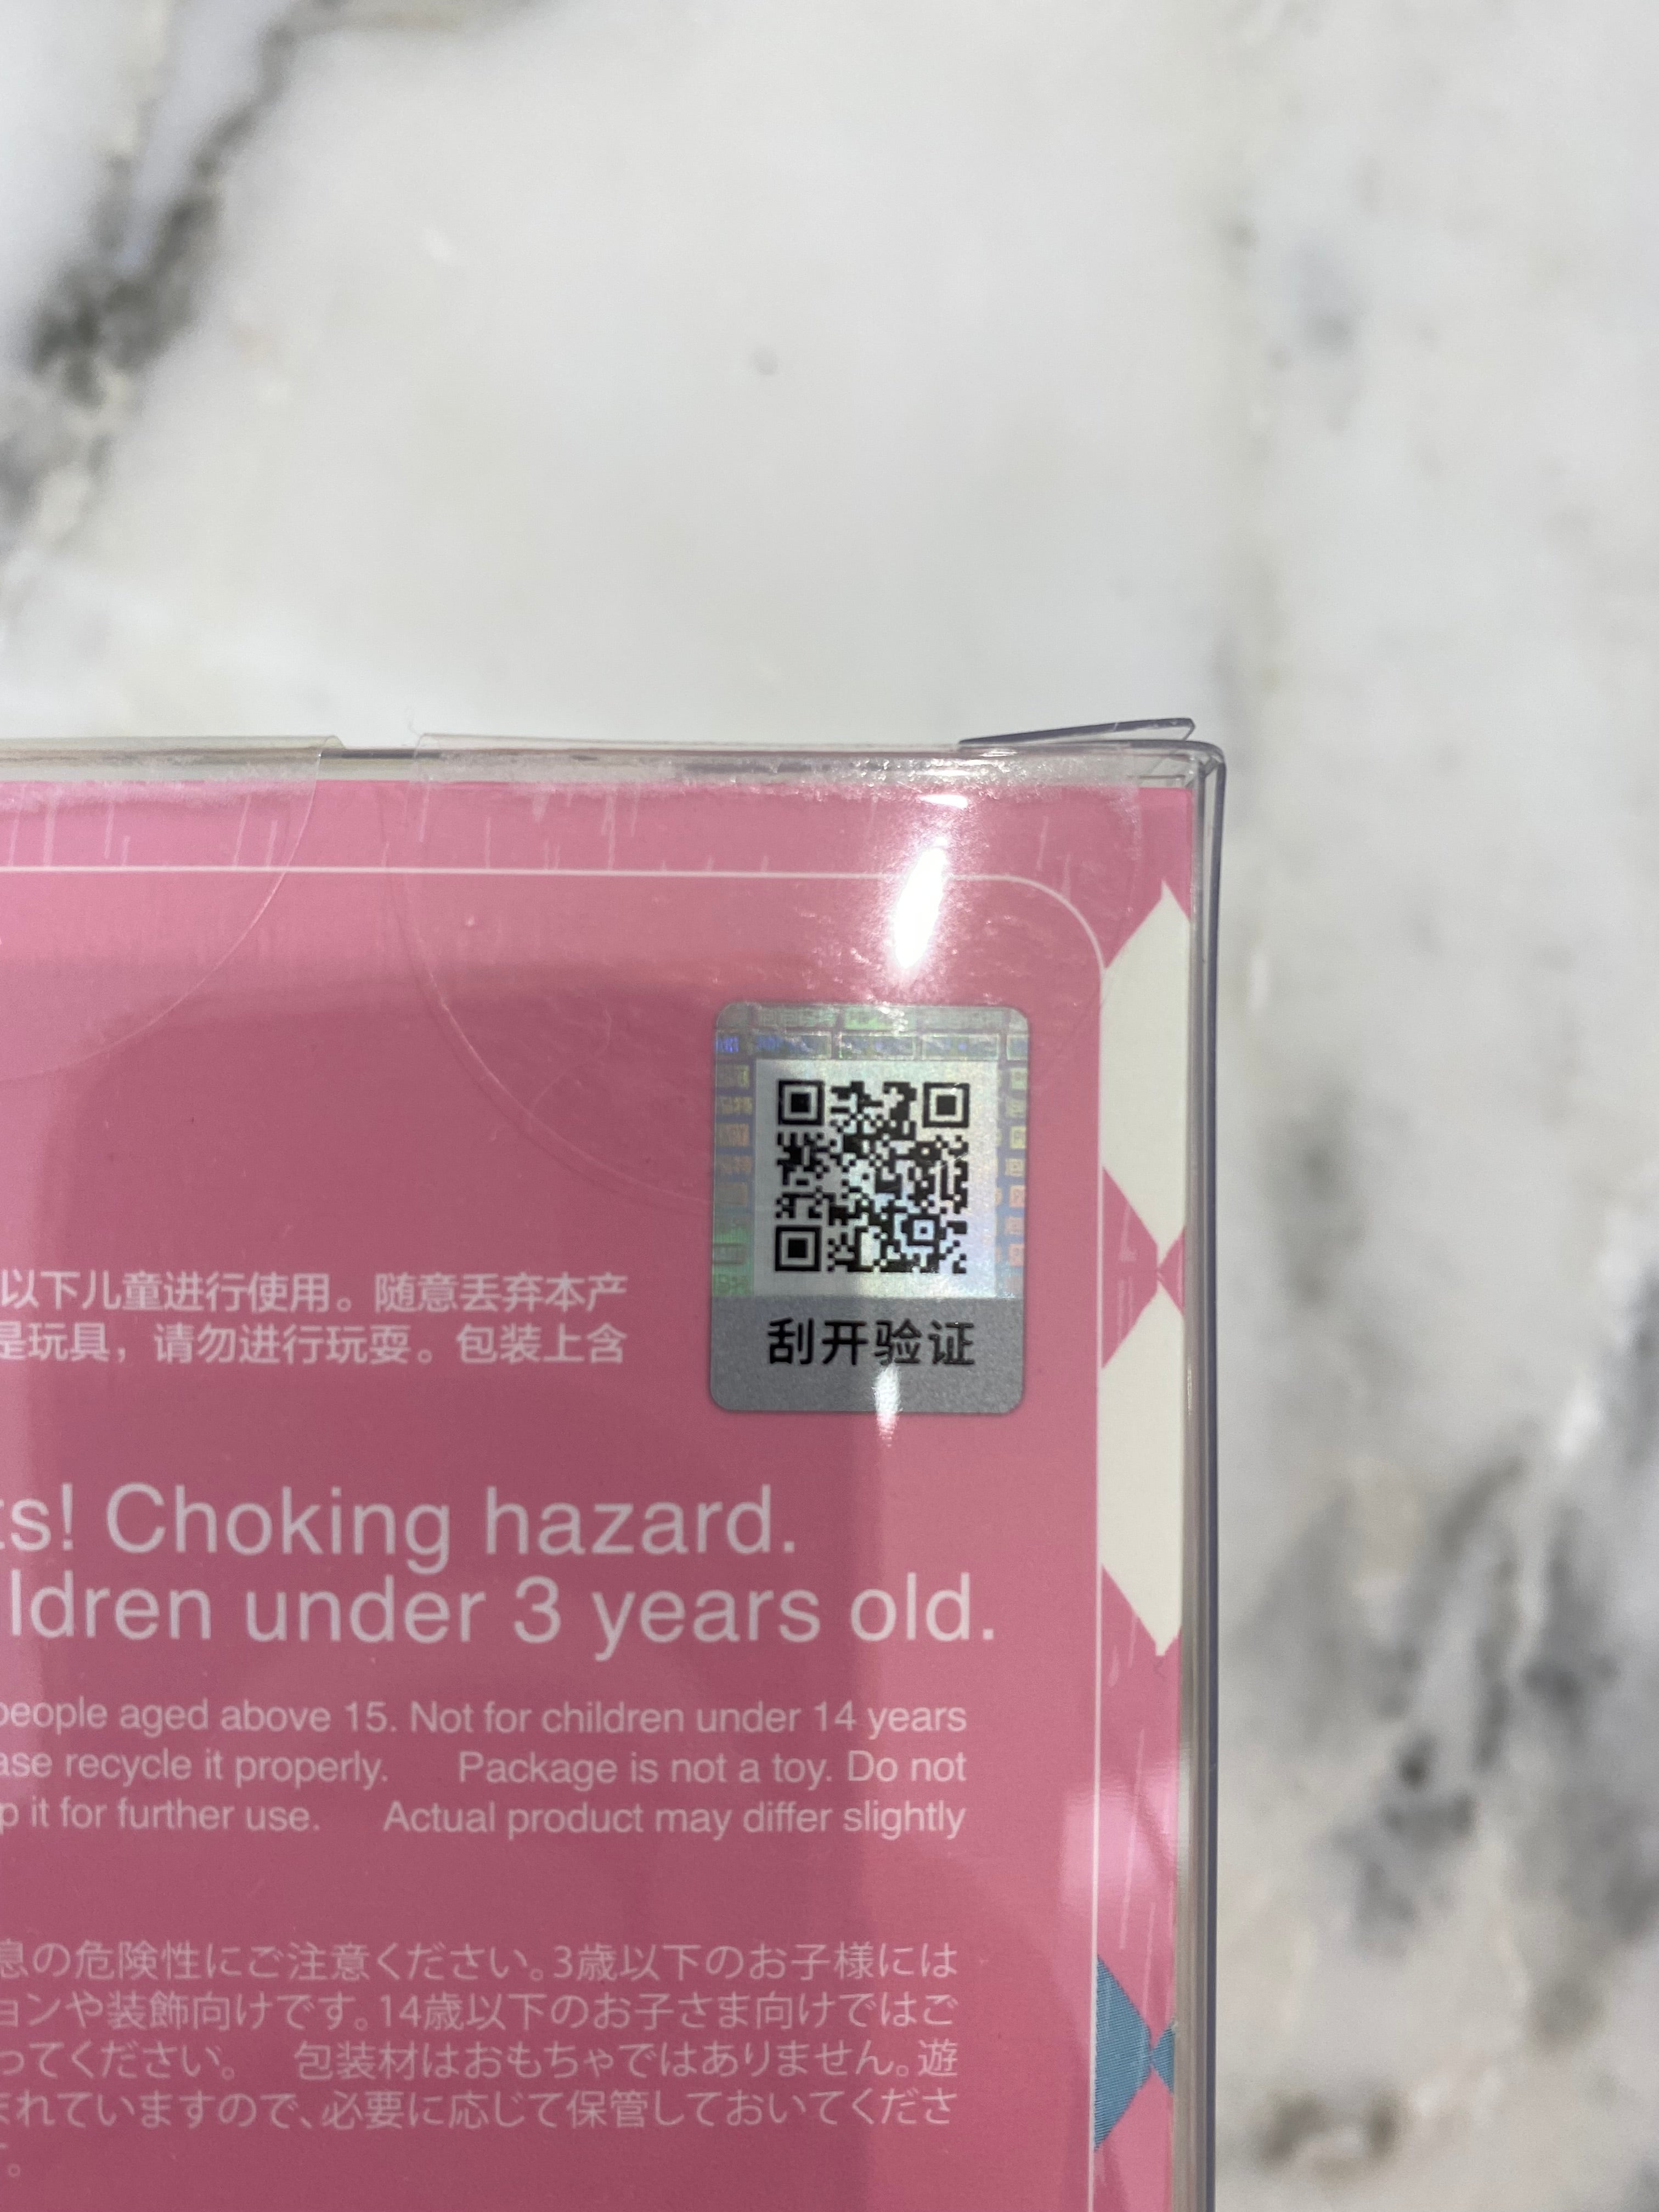 刮开验证
以下儿童进行使用。随意丢弃本产
是玩具，请勿进行玩耍。包装上含
ts! Choking hazard.
ldren under 3 years old.
people aged above 15. Not for children under 14 years
ase recycle it properly. Package is not a toy. Do not
p it for further use. Actual product may differ slightly
息の危険性にご注意ください。3歳以下のお子様には
ョンや装飾向けです。14歳以下のお子さま向けではご
ってください。 包装材はおもちゃではありません。遊
まれていますので、必要に応じて保管しておいてくださ
。